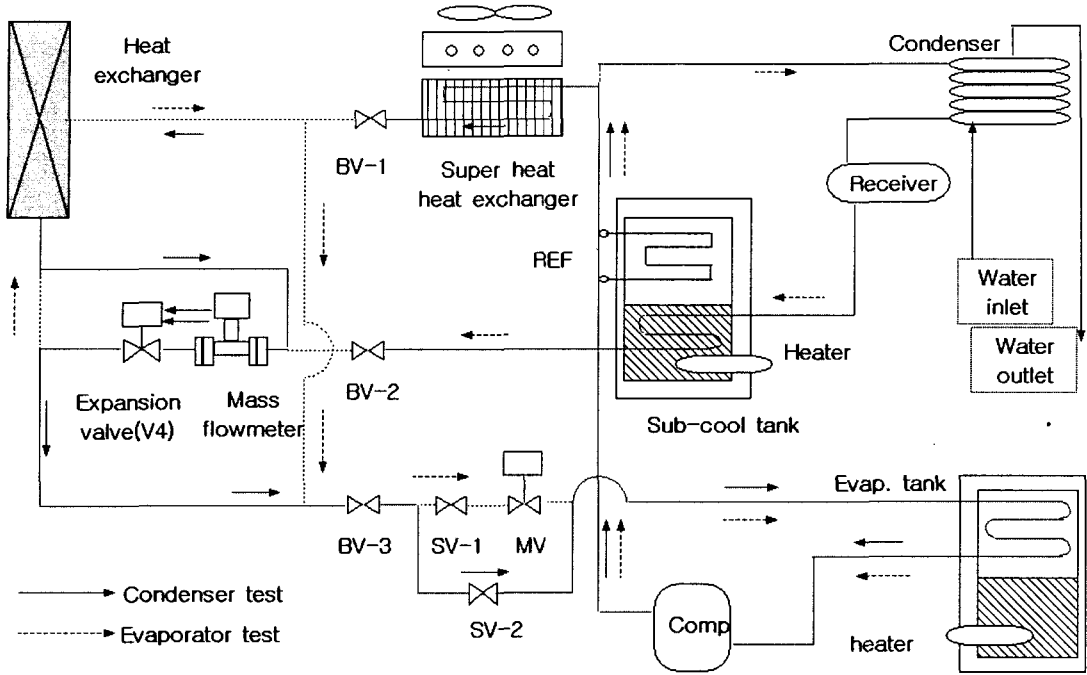 Heat
exchanger
Condenser
BV-1
Super heat
heat exchanger
Receiver
REF
Water
inlet
Water
outlet
Heater
BV-2
Expansion
valve(V4)
Mass
flowmeter
Sub-cool tank
Evap. tank
BV-3
SV-1
MV
Condenser test
SV-2
Comp
Evaporator test
heater